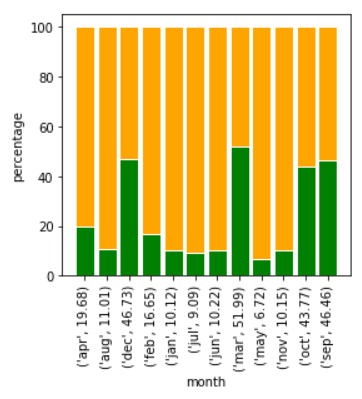 100
80
60
40
20
0
percentage
('apr', 19.68)
('aug', 11.01)
('dec', 46.73)
('feb', 16.65)
('jan', 10.12)
('jul', 9.09)
('jun', 10.22)
('mar', 51.99)
('may', 6.72)
('nov', 10.15)
('oct', 43.77)
('sep', 46.46)
month